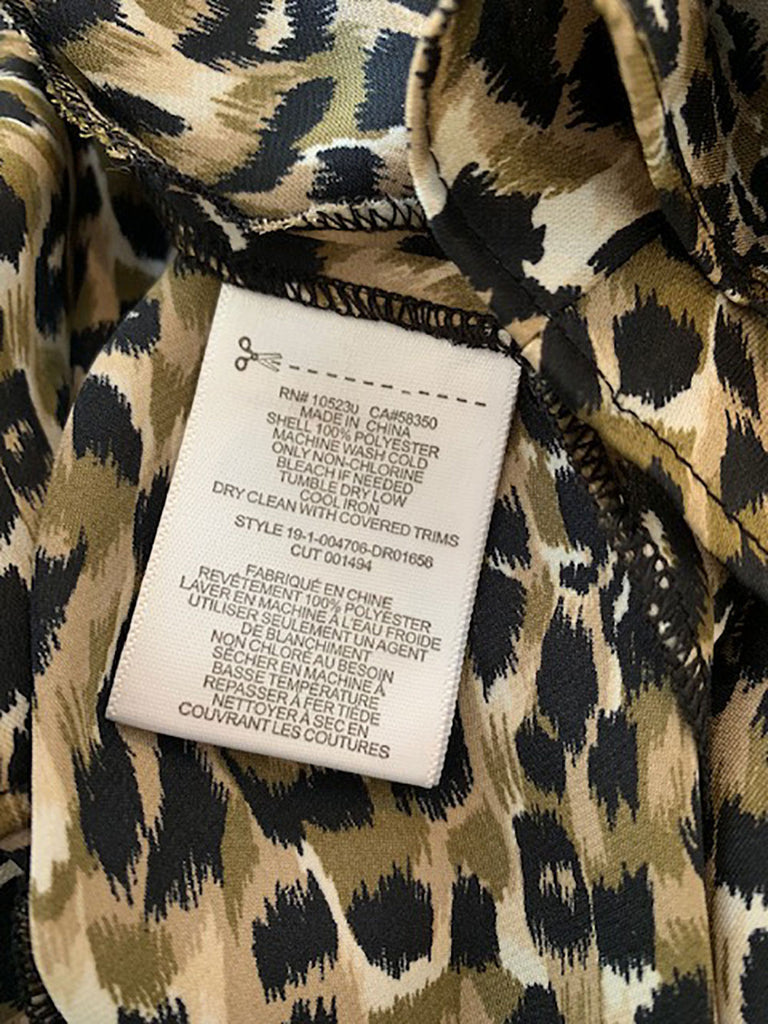 RN# 105230 CA#58350
MADE IN CHINA
SHELL 100% POLYESTER
MACHINE WASH COLD
ONLY NON-CHLORINE
BLEACH IF NEEDED
TUMBLE DRY LOW
COOL IRON
DRY CLEAN WITH COVERED TRIMS
STYLE 19-1-004706-DR01658
CUT 001494
FABRIQUÉ EN CHINE
REVÊTEMENT 100% POLYESTER
LAVER EN MACHINE À L'EAU FROIDE
UTILISER SEULEMENT UN AGENT
DE BLANCHIMENT
NON CHLORE AU BESOIN
SÉCHER EN MACHINE À
BASSE TEMPÉRATURE
REPASSER À FER TIEDE
NETTOYER À SEC EN
COUVRANT LES COUTURES